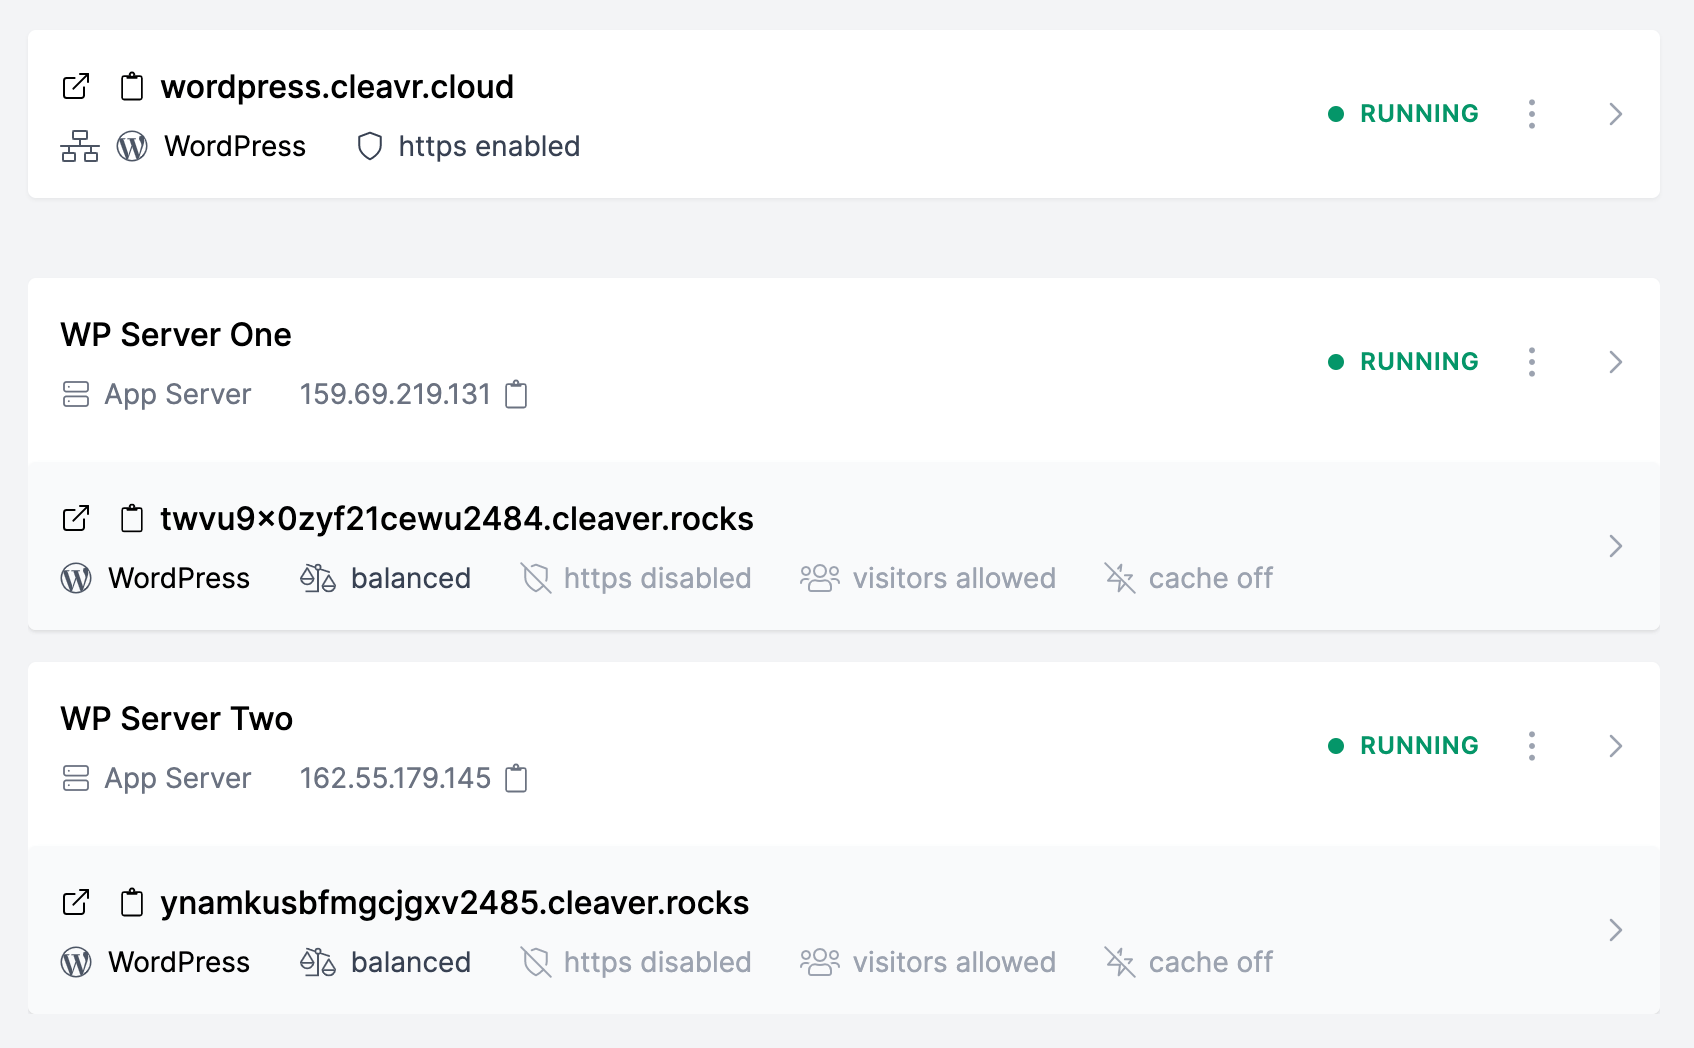 wordpress.cleavr.cloud
WordPress https enabled
RUNNING
WP Server One
App Server 159.69.219.131
RUNNING
twvu9x0zyf21cewu2484.cleaver.rocks
WordPress balanced https disabled visitors allowed cache off
WP Server Two
App Server 162.55.179.145
RUNNING
ynamkusbfmgcjgxv2485.cleaver.rocks
WordPress balanced https disabled visitors allowed cache off